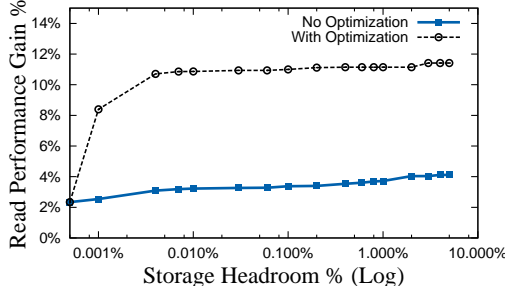 No Optimization
With Optimization
Read Performance Gain %
14%
12%
10%
8%
6%
4%
2%
0%
0.001% 0.010% 0.100% 1.000% 10.000%
Storage Headroom % (Log)